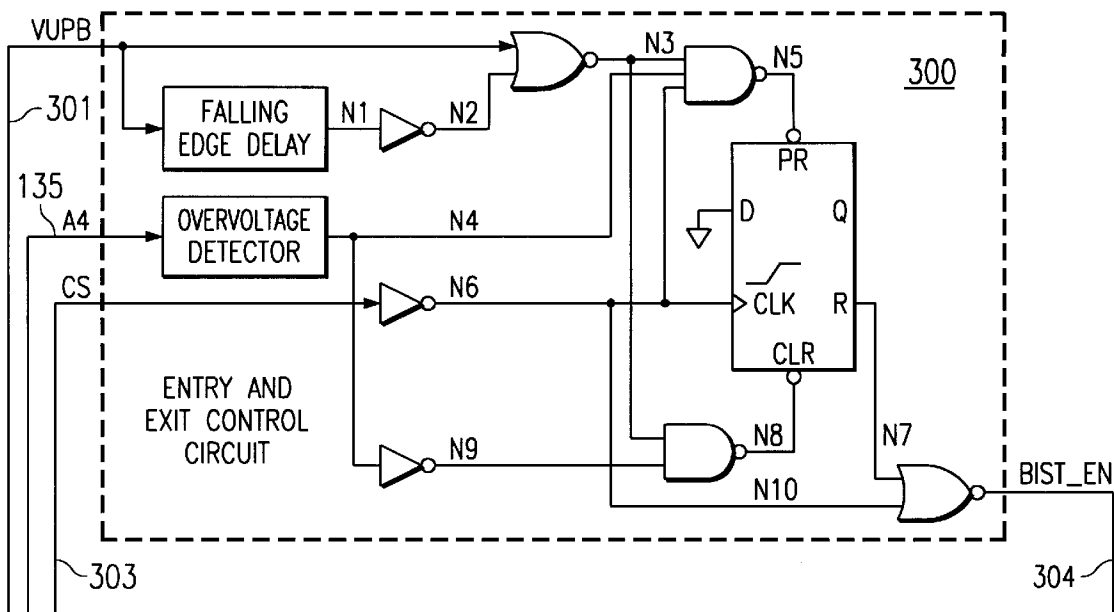 VUPB
N3
N5
300
301
FALLING
EDGE DELAY
N1
N2
PR
135
A4
OVERVOLTAGE
DETECTOR
N4
D
Q
CS
N6
CLK
R
CLR
ENTRY AND
EXIT CONTROL
CIRCUIT
N9
N8
N7
N10
BIST_EN
303
304